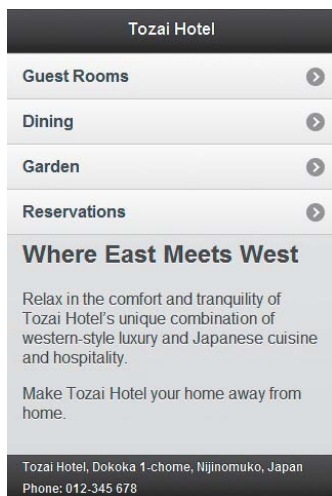 Tozai Hotel
Guest Rooms
Dining
Garden
Reservations
Where East Meets West
Relax in the comfort and tranquility of
Tozai Hotel's unique combination of
western-style luxury and Japanese cuisine
and hospitality.
Make Tozai Hotel your home away from
home.
Tozai Hotel, Dokoka 1-chome, Nijinomuko, Japan
Phone: 012-345 678